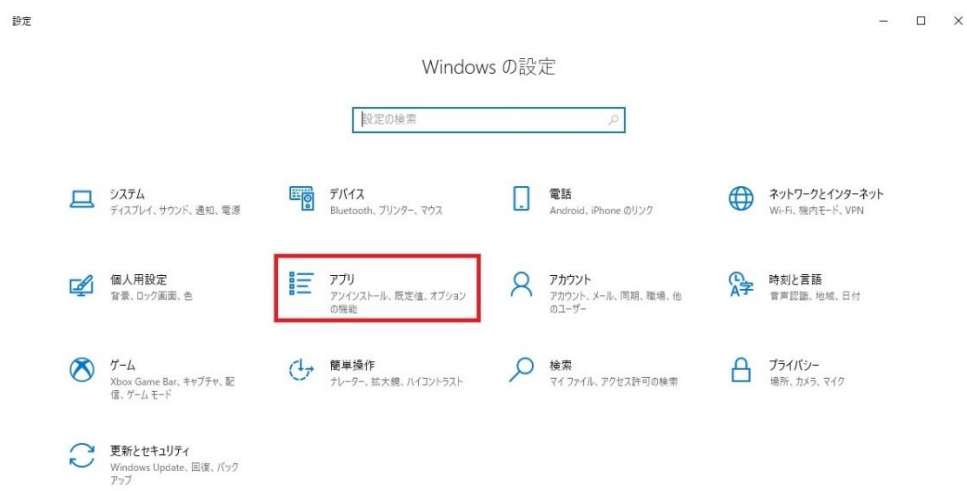 設定
Windows の設定
設定の検索
システム
ディスプレイ、サウンド、通知、電源
デバイス
Bluetooth、プリンター、マウス
電話
Android、iPhone のリンク
ネットワークとインターネット
Wi-Fi、機内モード、VPN
個人用設定
背景、ロック画面、色
アプリ
アンインストール、既定値、オプション
の機能
アカウント
アカウント、メール、同期、職場、他
のユーザー
時刻と言語
音声認識、地域、日付
ゲーム
Xbox Game Bar、キャプチャ、配
信、ゲーム モード
簡単操作
ナレーター、拡大鏡、ハイコントラスト
検索
マイ ファイル、アクセス許可の検索
プライバシー
場所、カメラ、マイク
更新とセキュリティ
Windows Update、回復、バック
アップ